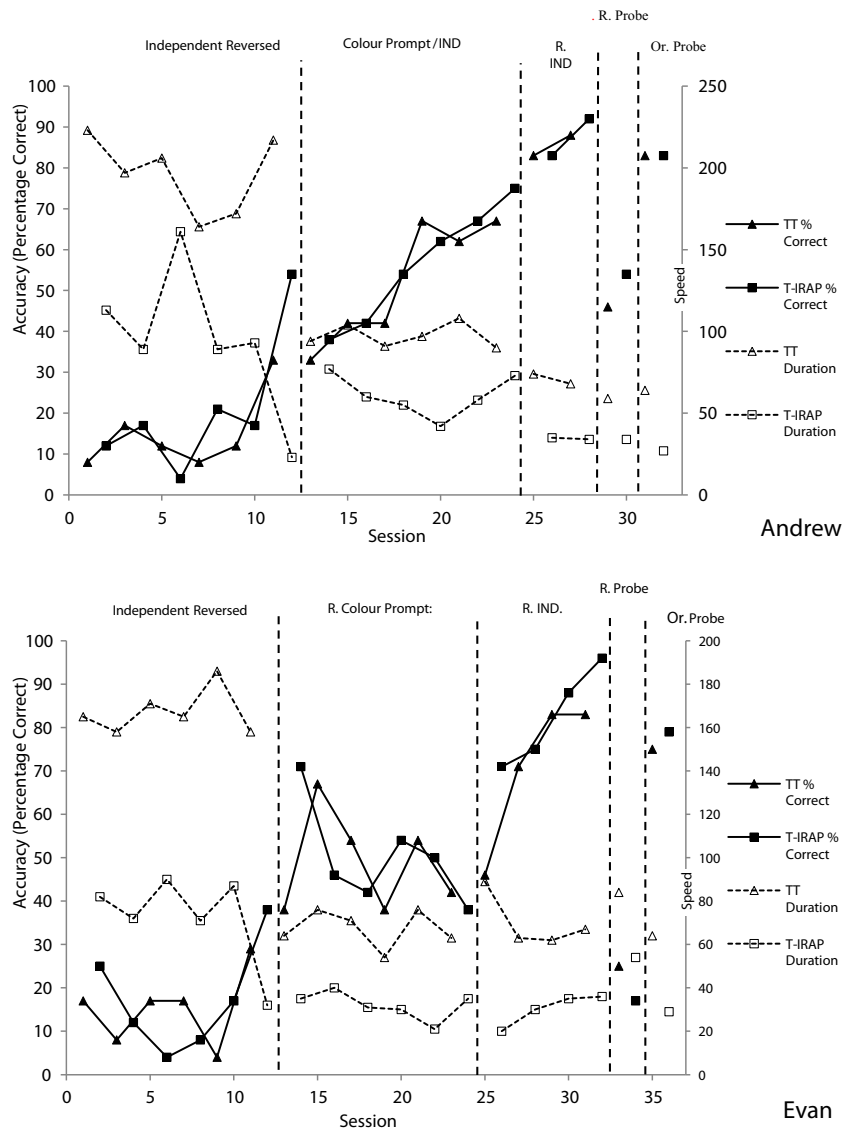 . R. Probe
Independent Reversed
Colour Prompt/IND
R.
IND
Or. Probe
Accuracy (Percentage Correct)
100
90
80
70
60
50
40
30
20
10
0
0
5
10
15
20
25
30
Session
250
200
150
100
50
0
Speed
TT %
Correct
T-IRAP %
Correct
TT
Duration
T-IRAP
Duration
Andrew
R. Probe
Independent Reversed
R. Colour Prompt:
R. IND.
Or. Probe
Accuracy (Percentage Correct)
100
90
80
70
60
50
40
30
20
10
0
0
5
10
15
20
25
30
35
Session
200
180
160
140
120
100
80
60
40
20
0
Speed
TT %
Correct
T-IRAP %
Correct
TT
Duration
T-IRAP
Duration
Evan